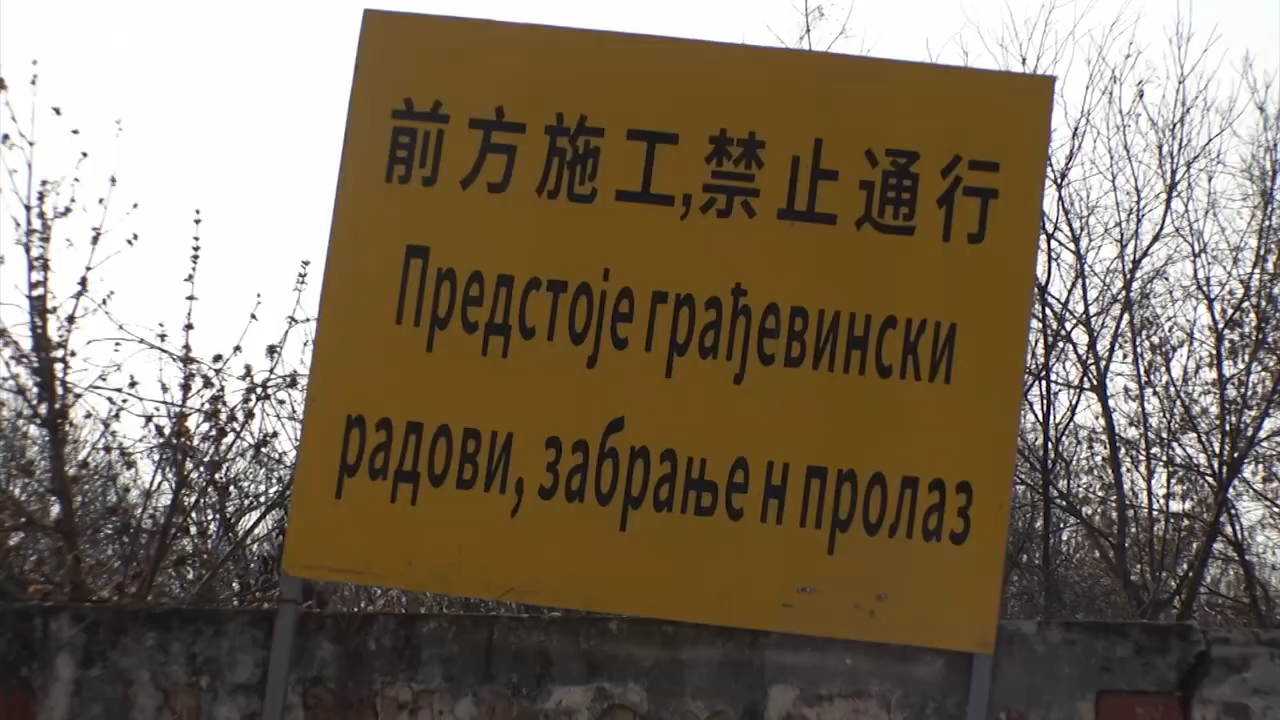 前方施工,禁止通行
Предстоје грађевински
радови, забрање н пролаз